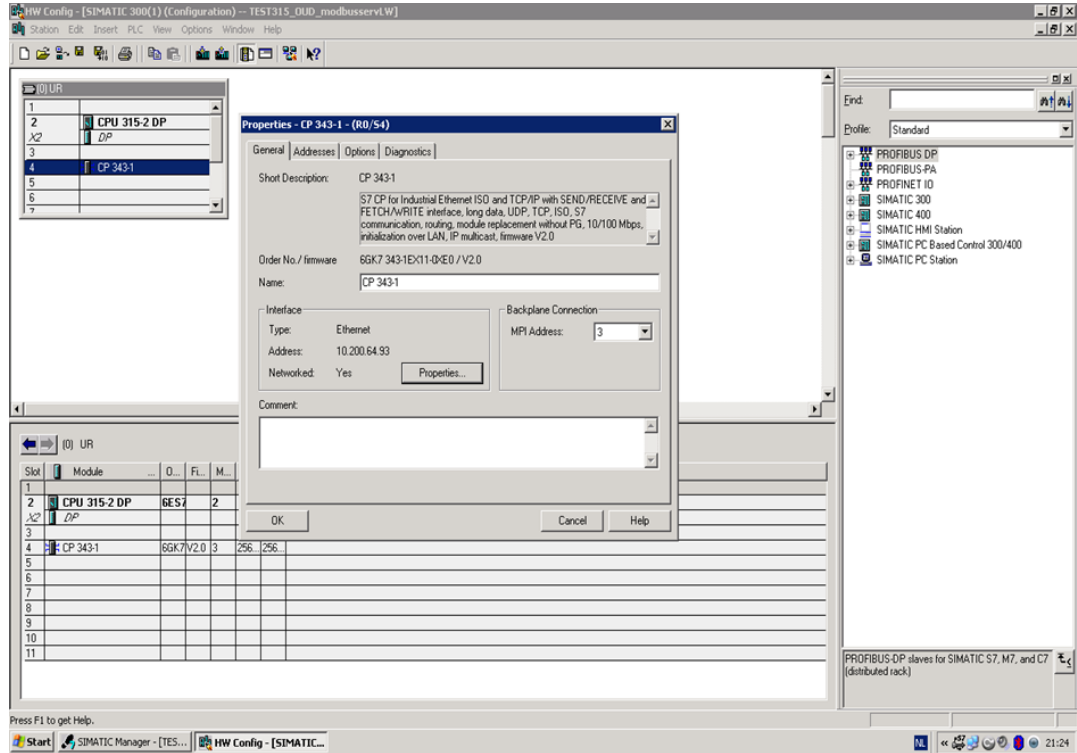 HW Config - [SIMATIC 300(1) (Configuration) -- TEST315_OUD_modbusservLW]
Station Edit Insert PLC View Options Window Help
(0) UR
1
2 CPU 315-2 DP
X2 DP
3
4 CP 343-1
5
6
7
Properties - CP 343-1 - (R0/S4)
General Addresses Options Diagnostics
Short Description: CP 343-1
S7 CP for Industrial Ethernet ISO and TCP/IP with SEND/RECEIVE and
FETCH/WRITE interface, long data, UDP, TCP, ISO, S7
communication, routing, module replacement without PG, 10/100 Mbps,
initialization over LAN, IP multicast, firmware V2.0
Order No./ firmware 6GK7 343-1EX11-0XE0 / V2.0
Name: CP 343-1
Interface
Type: Ethernet
Address: 10.200.64.93
Networked: Yes Properties...
Backplane Connection
MPI Address: 3
Comment:
OK Cancel Help
Find:
Profile: Standard
PROFIBUS DP
PROFIBUS-PA
PROFINET IO
SIMATIC 300
SIMATIC 400
SIMATIC HMI Station
SIMATIC PC Based Control 300/400
SIMATIC PC Station
(0) UR
Slot Module ... O... Fi... M...
1
2 CPU 315-2 DP 6ES7 2
X2 DP
3
4 CP 343-1 6GK7 V2.0 3 256... 256...
5
6
7
8
9
10
11
PROFIBUS-DP slaves for SIMATIC S7, M7, and C7
(distributed rack)
Press F1 to get Help.
Start SIMATIC Manager - [TES... HW Config - [SIMATIC... NL « 21:24